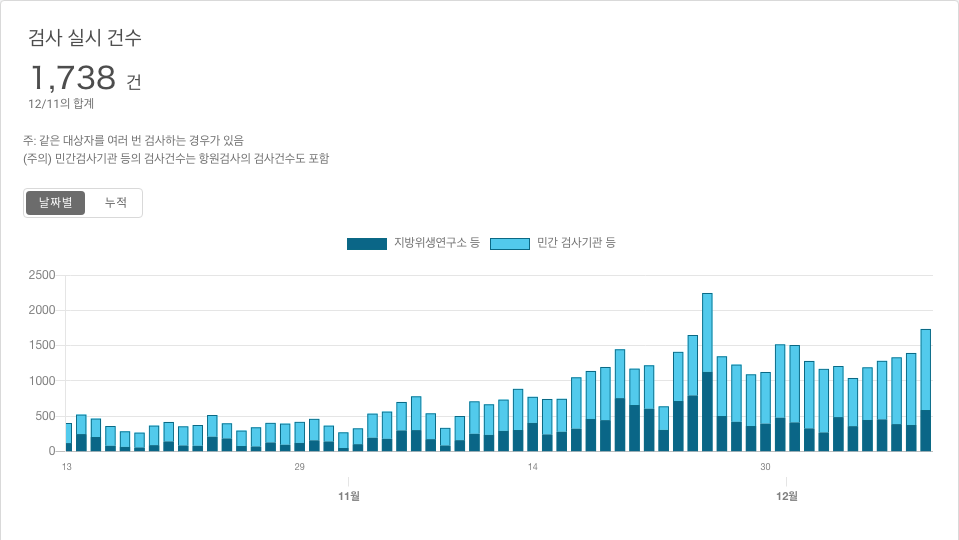 검사 실시 건수
1,738 건
12/11의 합계
주: 같은 대상자를 여러 번 검사하는 경우가 있음
(주의) 민간검사기관 등의 검사건수는 항원검사의 검사건수도 포함
날짜별 누적
지방위생연구소 등 민간 검사기관 등
2500
2000
1500
1000
500
0
13 29 14 30
11월 12월